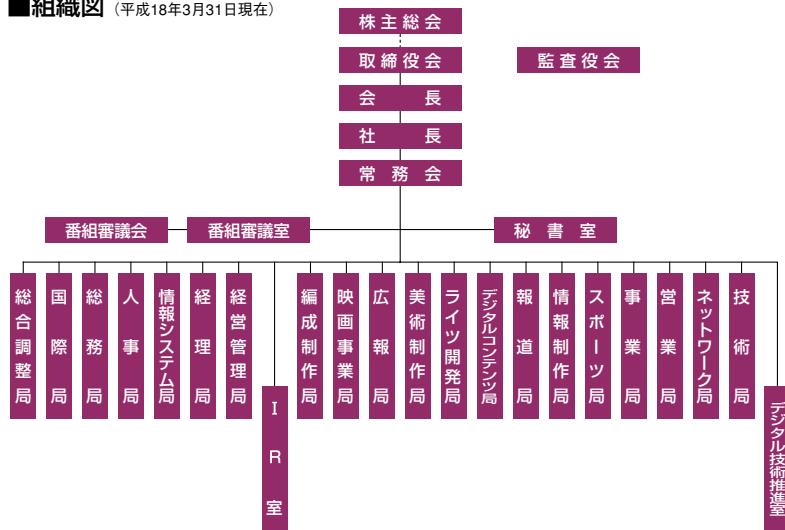 ■組織図（平成18年3月31日現在）
株主総会
取締役会
監査役会
会長
社長
常務会
番組審議会
番組審議室
秘書室
総合調整局
国際局
総務局
人事局
情報システム局
経理局
経営管理局
IR室
編成制作局
映画事業局
広報局
美術制作局
ライツ開発局
デジタルコンテンツ局
報道局
情報制作局
スポーツ局
事業局
営業局
ネットワーク局
技術局
デジタル技術推進室